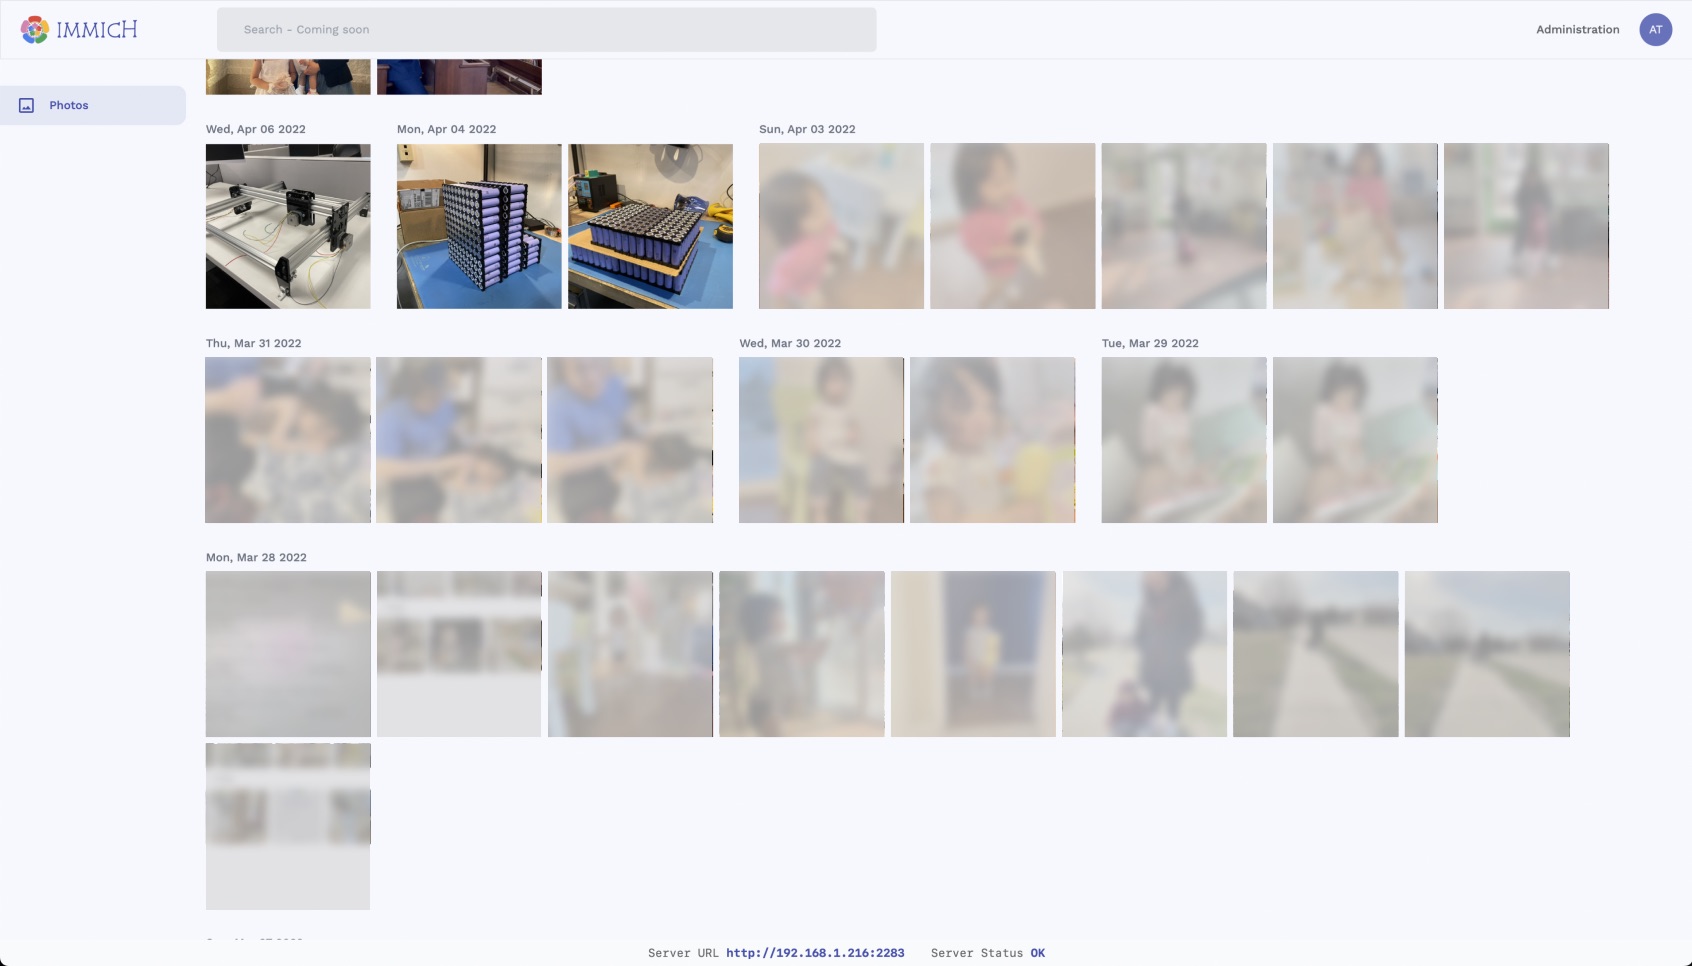 IMMICH
Search - Coming soon
Administration
AT
Photos
Wed, Apr 06 2022
Mon, Apr 04 2022
Sun, Apr 03 2022
Thu, Mar 31 2022
Wed, Mar 30 2022
Tue, Mar 29 2022
Mon, Mar 28 2022
Server URL http://192.168.1.216:2283 Server Status OK